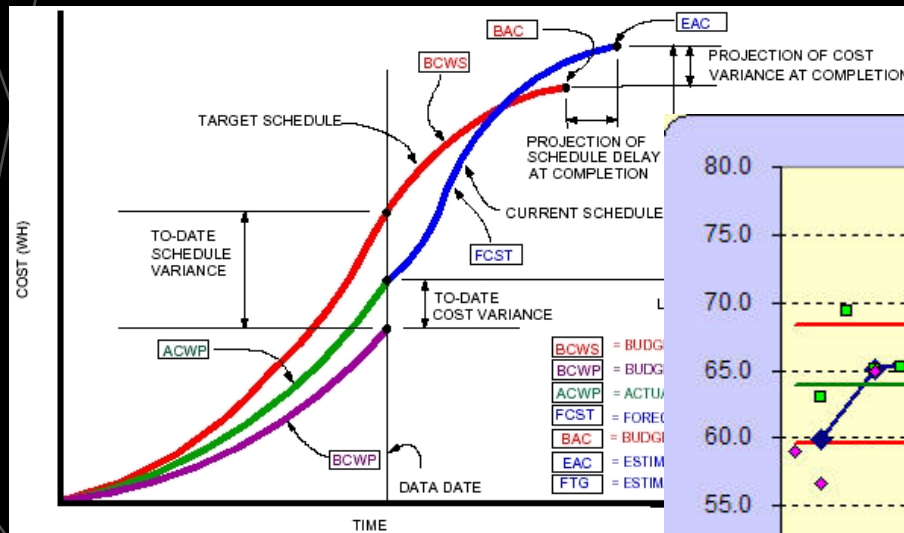 BAC
EAC
BCWS
PROJECTION OF COST
VARIANCE AT COMPLETION
TARGET SCHEDULE
PROJECTION OF
SCHEDULE DELAY
AT COMPLETION
CURRENT SCHEDULE
TO-DATE
SCHEDULE
VARIANCE
FCST
COST (WH)
TO-DATE
COST VARIANCE
L
ACWP
BCWP
DATA DATE
TIME
BCWS = BUDG
BCWP = BUDG
ACWP = ACTUA
FCST = FOREC
BAC = BUDG
EAC = ESTIM
FTG = ESTIM
80.0
75.0
70.0
65.0
60.0
55.0